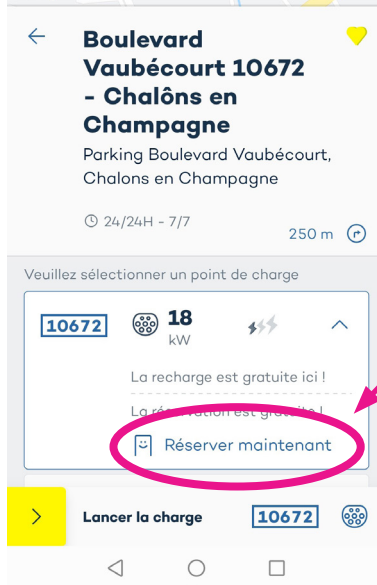 Boulevard
Vaubécourt 10672
- Chalôns en
Champagne
Parking Boulevard Vaubécourt,
Chalons en Champagne
24/24H - 7/7
250 m
Veuillez sélectionner un point de charge
10672
18
kW
La recharge est gratuite ici !
La réservation est gratuite !
Réserver maintenant
Lancer la charge 10672